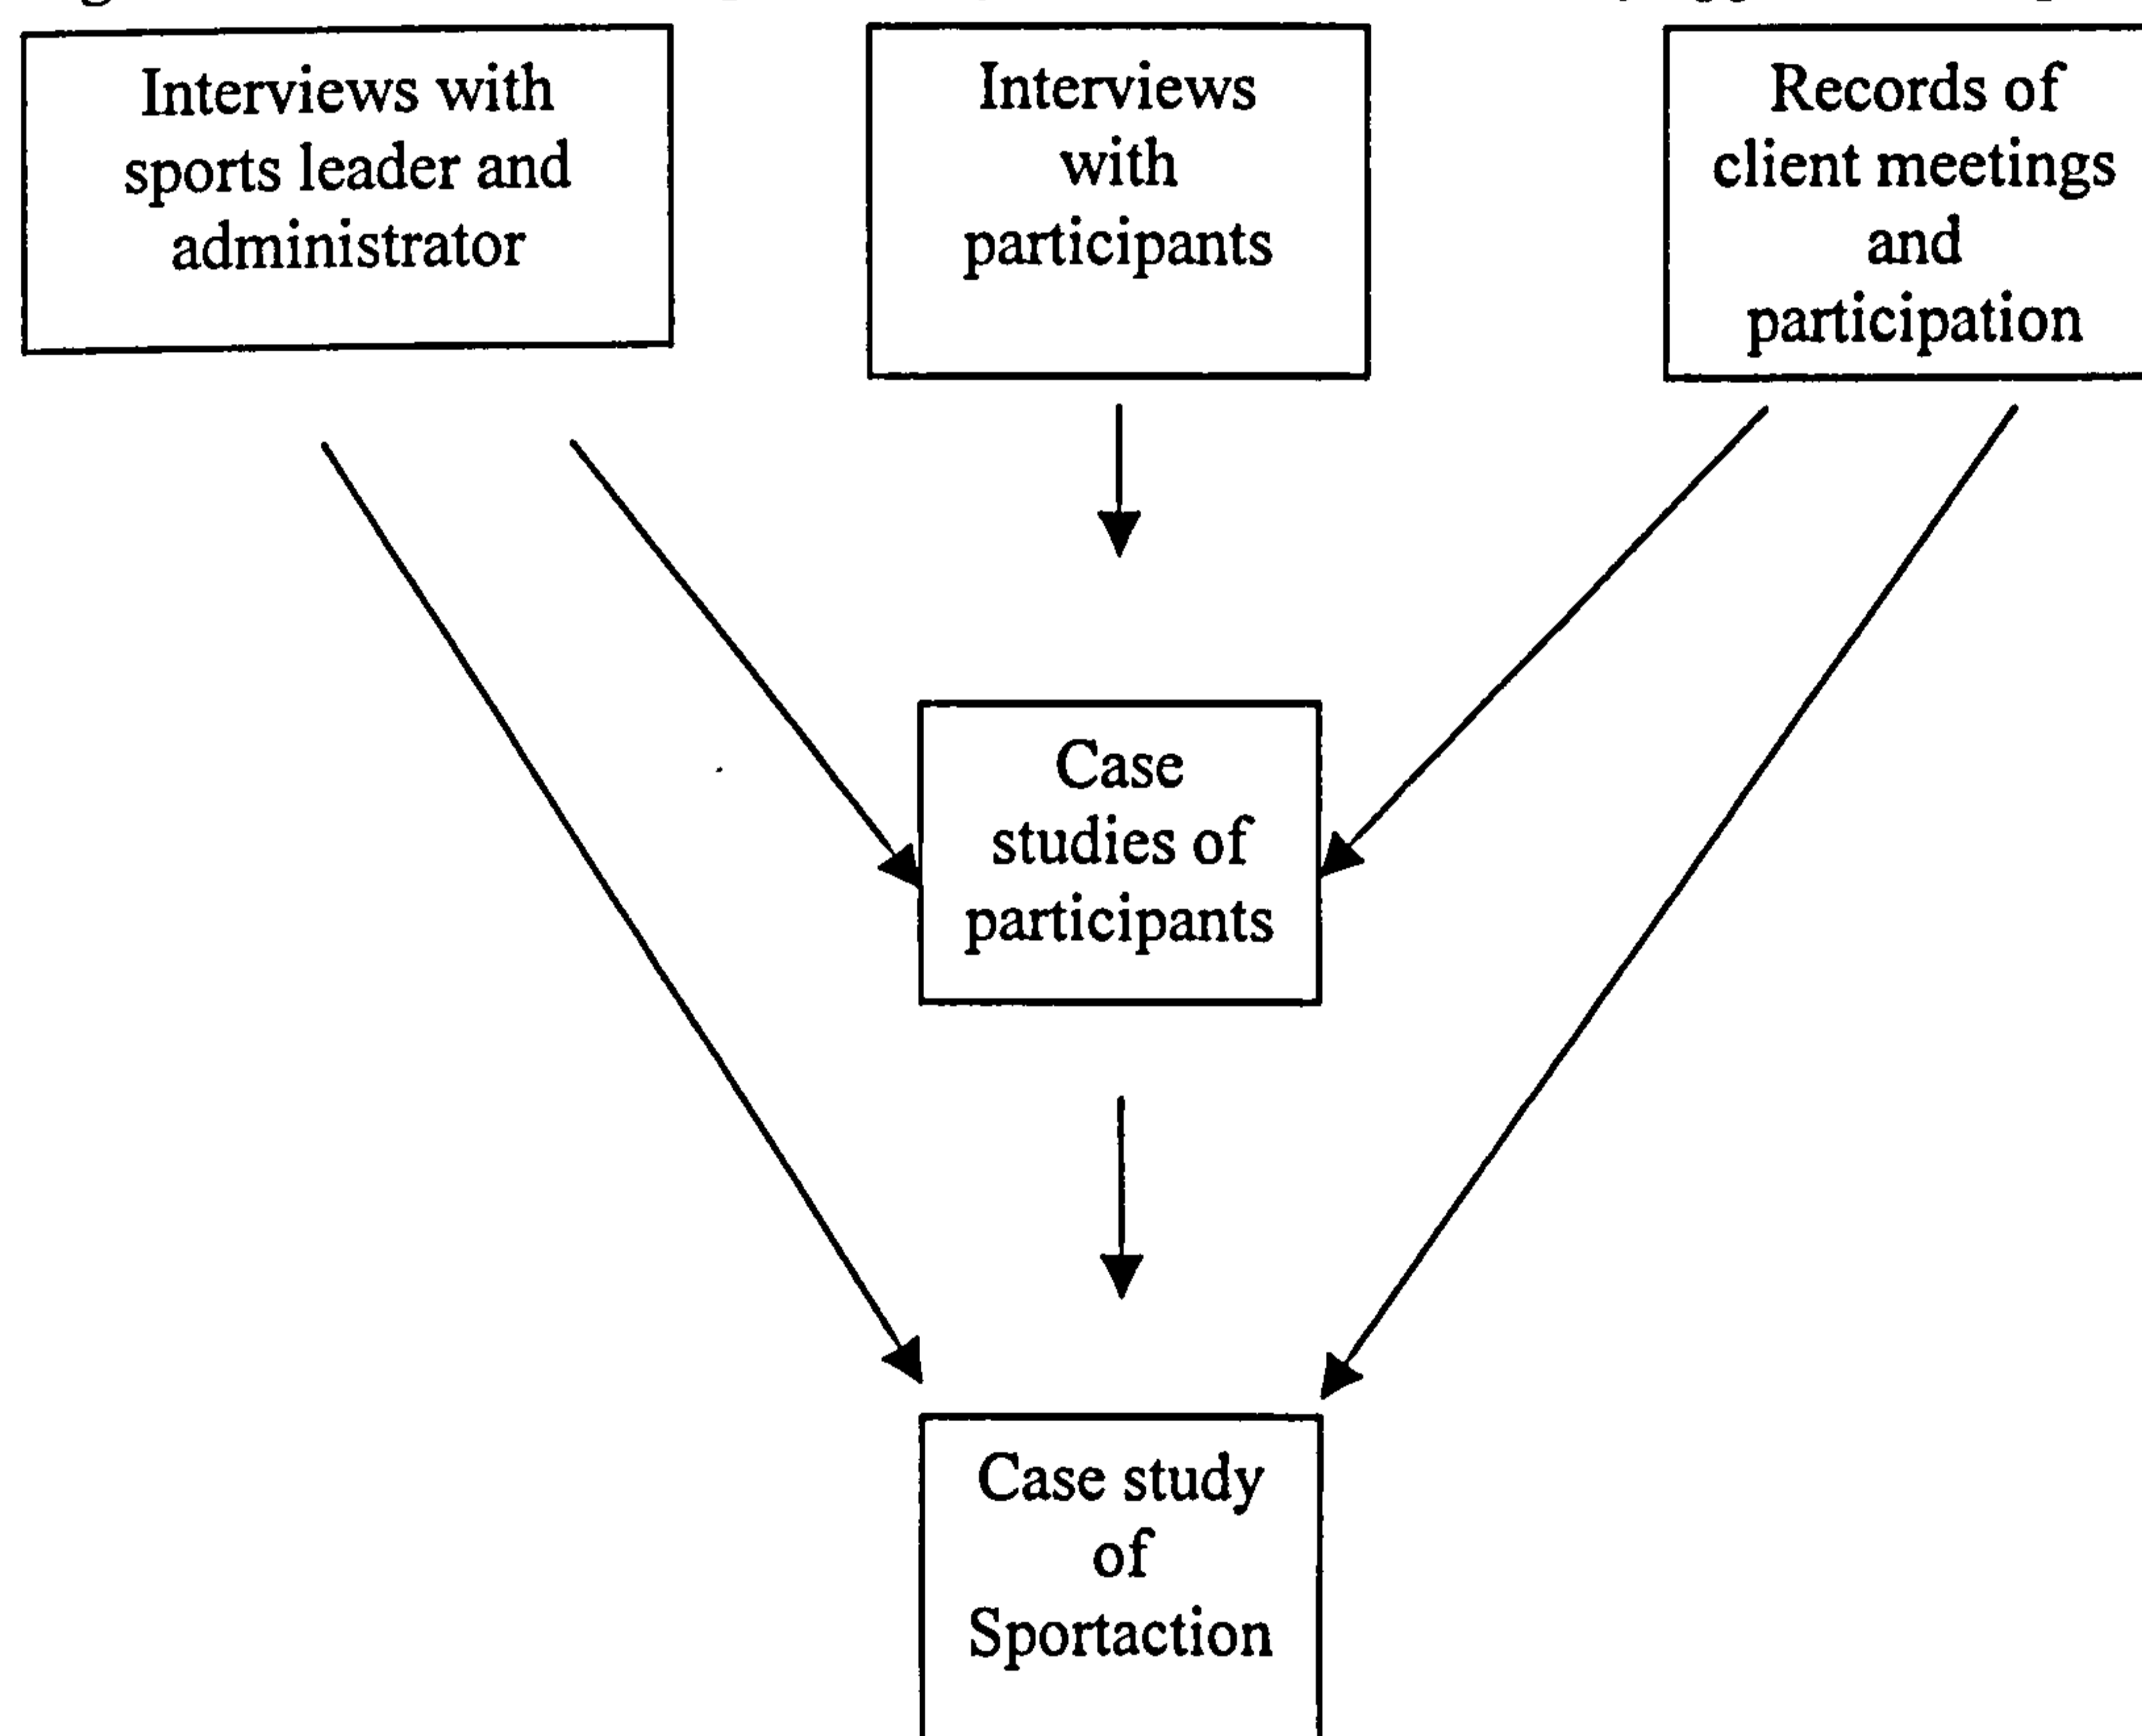 Interviews with
sports leader and
administrator
Interviews
with
participants
Records of
client meetings
and
participation
Case
studies of
participants
Case study
of
Sportaction